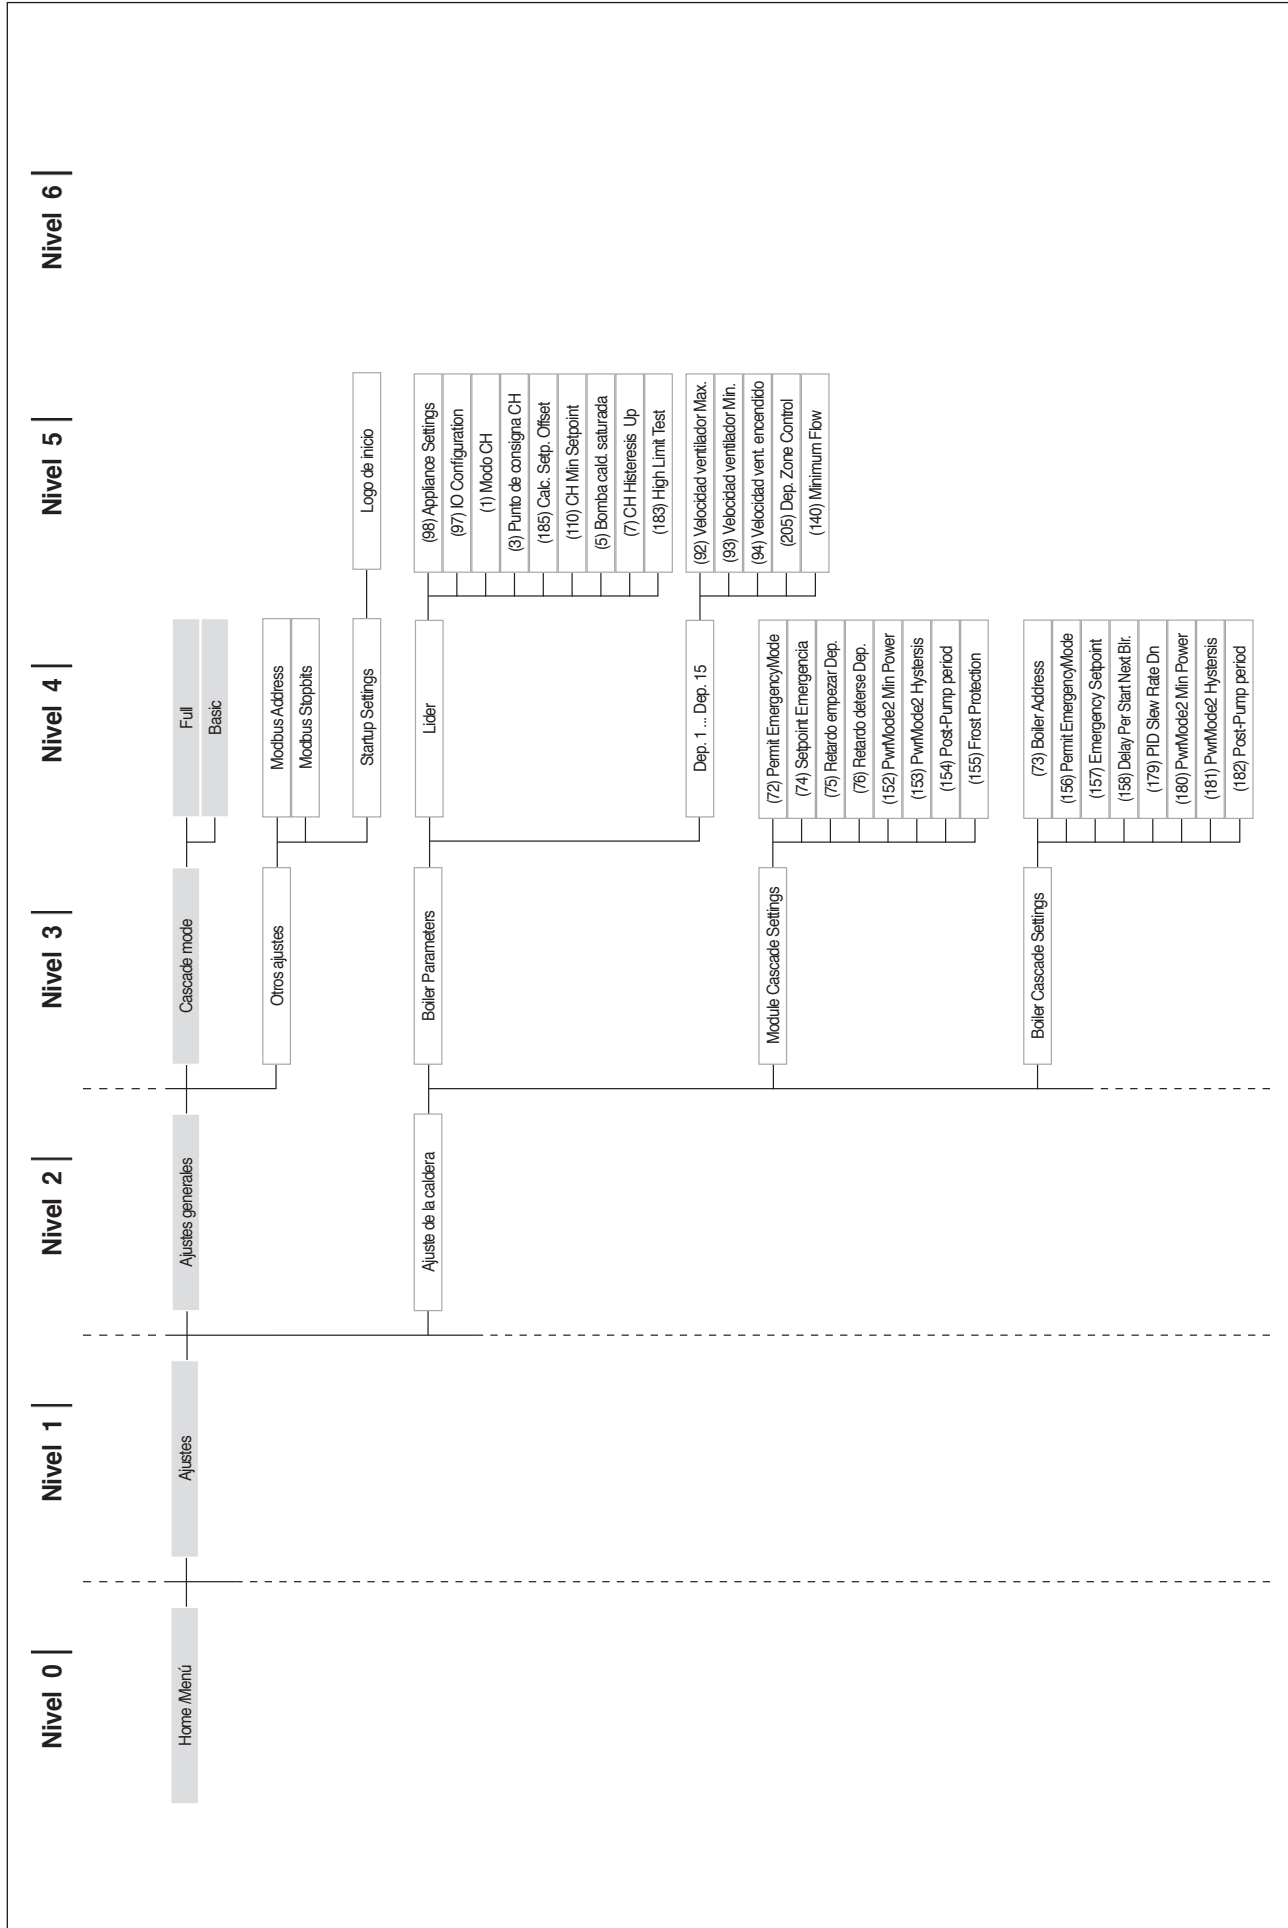 Nivel 0
Nivel 1
Nivel 2
Nivel 3
Nivel 4
Nivel 5
Nivel 6
Home /Menú
Ajustes
Ajustes generales
Cascade mode
Full
Basic
Otros ajustes
Modbus Address
Modbus Stopbits
Startup Settings
Logo de inicio
Ajuste de la caldera
Boiler Parameters
Líder
(98) Appliance Settings
(97) IO Configuration
(1) Modo CH
(3) Punto de consigna CH
(185) Calc. Setp. Offset
(110) CH Min Setpoint
(5) Bomba cald. saturada
(7) CH Histeresis Up
(183) High Limit Test
Dep. 1 ... Dep. 15
(92) Velocidad ventilador Max.
(93) Velocidad ventilador Min.
(94) Velocidad vent. encendido
(205) Dep. Zone Control
(140) Minimum Flow
Module Cascade Settings
(72) Permit EmergencyMode
(74) Setpoint Emergencia
(75) Retardo empezar Dep.
(76) Retardo deterse Dep.
(152) PwrMode2 Min Power
(153) PwrMode2 Hystersis
(154) Post-Pump period
(155) Frost Protection
Boiler Cascade Settings
(73) Boiler Address
(156) Permit EmergencyMode
(157) Emergency Setpoint
(158) Delay Per Start Next Blr.
(179) PID Slew Rate Dn
(180) PwrMode2 Min Power
(181) PwrMode2 Hystersis
(182) Post-Pump period